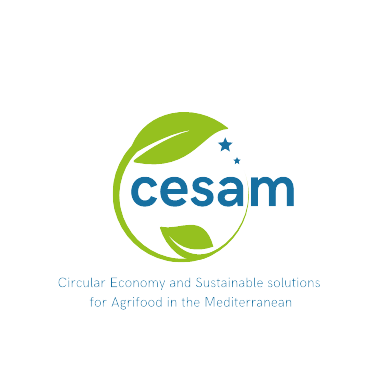 cesam
Circular Economy and Sustainable solutions
for Agrifood in the Mediterranean